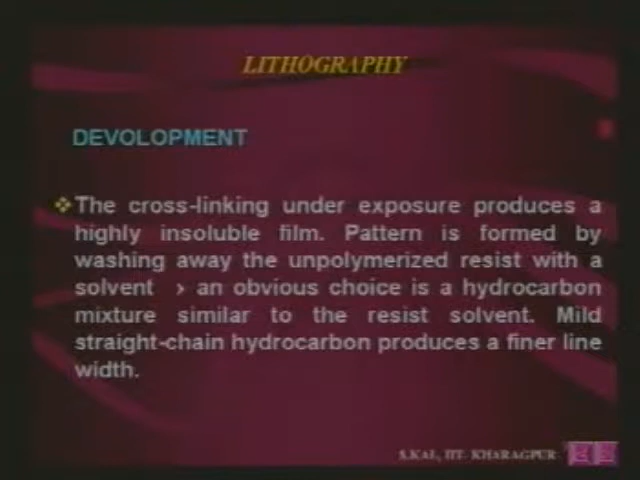 LITHOGRAPHY
DEVOLOPMENT
❖The cross-linking under exposure produces a
highly insoluble film. Pattern is formed by
washing away the unpolymerized resist with a
solvent › an obvious choice is a hydrocarbon
mixture similar to the resist solvent. Mild
straight-chain hydrocarbon produces a finer line
width.
S.KAL, IIT- KHARAGPUR